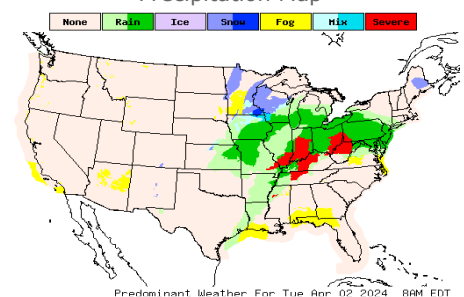 Precipitation Map
None Rain Ice Snow Fog Mix Severe
Predominant Weather For Tue Apr 02 2024 8AM EDT